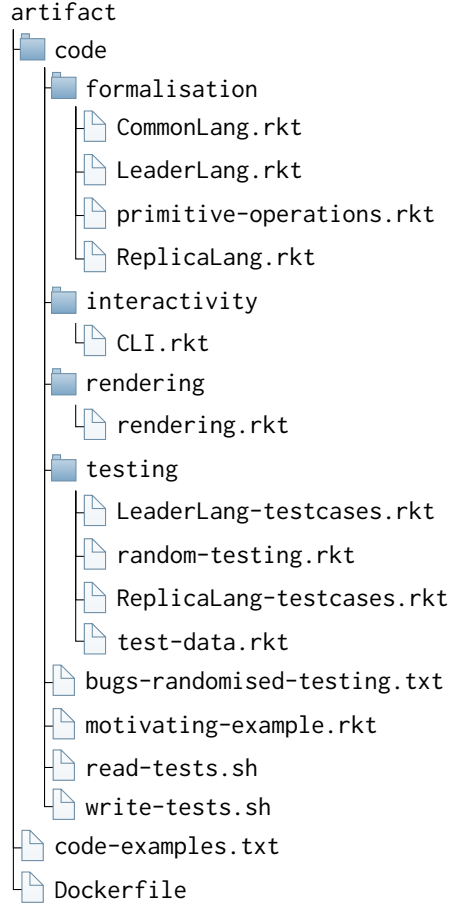 artifact
code
formalisation
CommonLang.rkt
LeaderLang.rkt
primitive-operations.rkt
ReplicaLang.rkt
interactivity
CLI.rkt
rendering
rendering.rkt
testing
LeaderLang-testcases.rkt
random-testing.rkt
ReplicaLang-testcases.rkt
test-data.rkt
bugs-randomised-testing.txt
motivating-example.rkt
read-tests.sh
write-tests.sh
code-examples.txt
Dockerfile